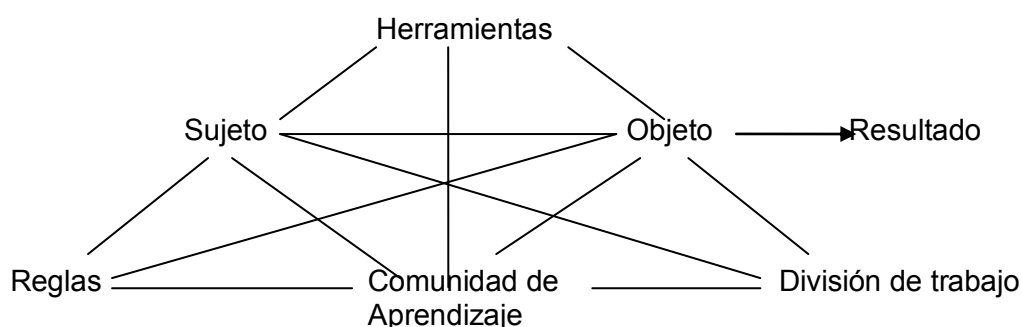 Herramientas
Sujeto
Objeto
Resultado
Reglas
Comunidad de
Aprendizaje
División de trabajo